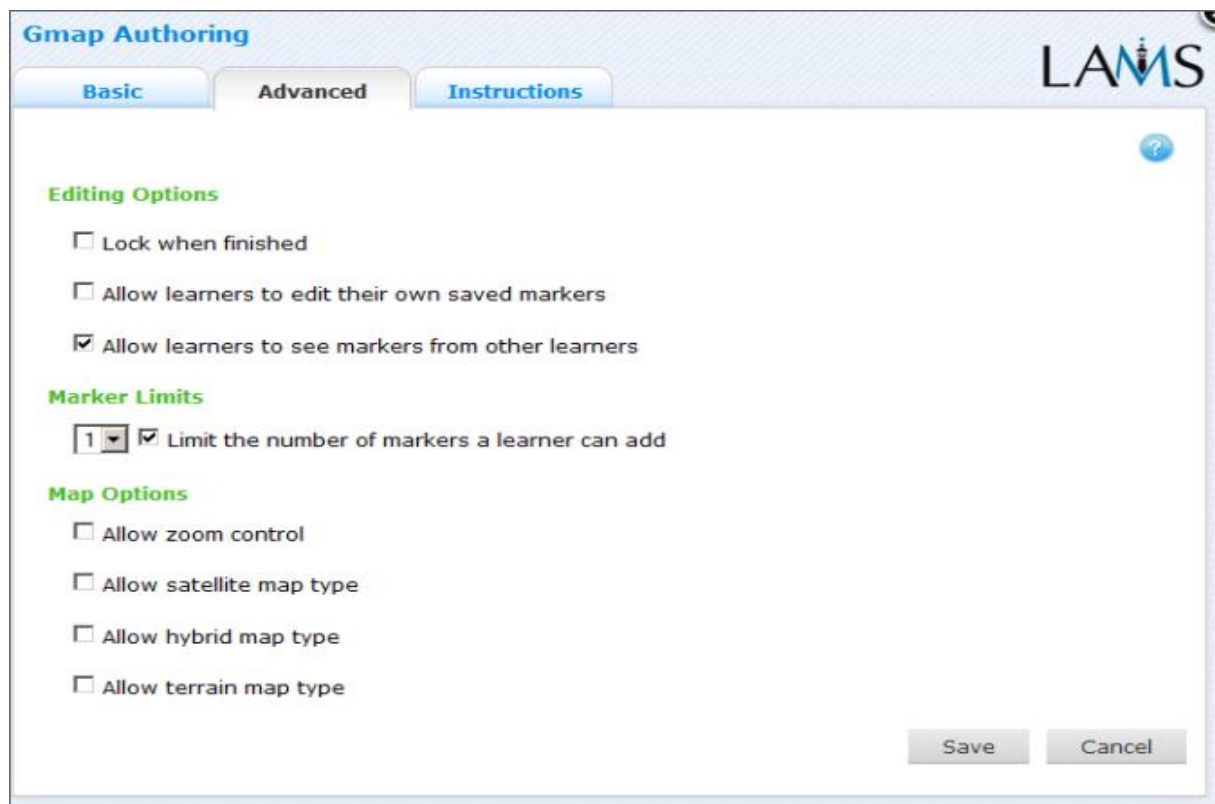 Gmap Authoring
LAMS
Basic Advanced Instructions
?
Editing Options
Lock when finished
Allow learners to edit their own saved markers
Allow learners to see markers from other learners
Marker Limits
1 Limit the number of markers a learner can add
Map Options
Allow zoom control
Allow satellite map type
Allow hybrid map type
Allow terrain map type
Save Cancel